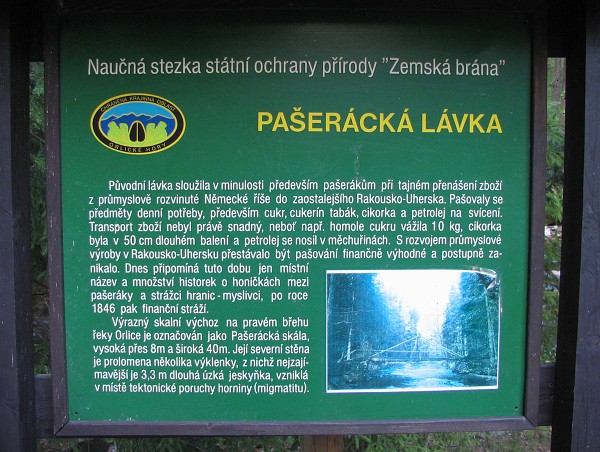 Naučná stezka státní ochrany přírody "Zemská brána"
CHRÁNĚNÁ KRAJINNÁ OBLAST
ORLICKÉ HORY
PAŠERÁCKÁ LÁVKA
Původní lávka sloužila v minulosti především pašerákům při tajném přenášení zboží
z průmyslově rozvinuté Německé říše do zaostalejšího Rakousko-Uherska. Pašovaly se
předměty denní potřeby, především cukr, cukerín tabák, cikorka a petrolej na svícení.
Transport zboží nebyl právě snadný, neboť např. homole cukru vážila 10 kg, cikorka
byla v 50 cm dlouhém balení a petrolej se nosil v měchuřinách. S rozvojem průmyslové
výroby v Rakousko-Uhersku přestávalo být pašování finančně výhodné a postupně za-
nikalo. Dnes připomíná tuto dobu jen místní
název a množství historek o honičkách mezi
pašeráky a strážci hranic - myslivci, po roce
1846 pak finanční stráží.
Výrazný skalní výchoz na pravém břehu
řeky Orlice je označován jako Pašerácká skála,
vysoká přes 8m a široká 40m. Její severní stěna
je prolomena několika výklenky, z nichž nejzají-
mavější je 3,3 m dlouhá úzká jeskyňka, vzniklá
v místě tektonické poruchy horniny (migmatitu).